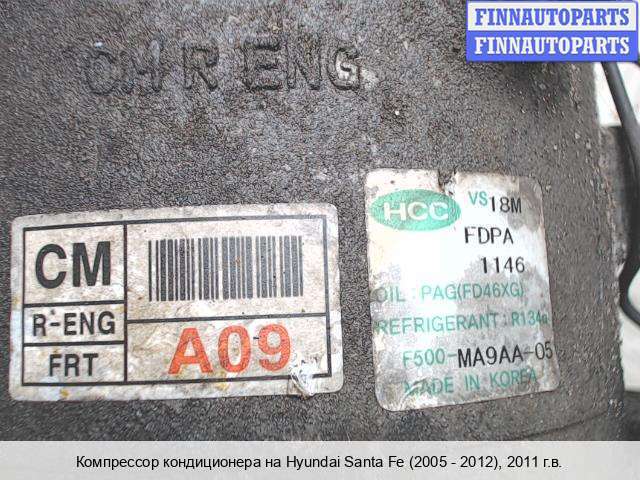 FINNAUTOPARTS
FINNAUTOPARTS
CM R ENG
CM
R-ENG
FRT
A09
HCC VS18M
FDPA
1146
OIL : PAG(FD46XG)
REFRIGERANT : R134a
F500-MA9AA-05
MADE IN KOREA
Компрессор кондиционера на Hyundai Santa Fe (2005 - 2012), 2011 г.в.